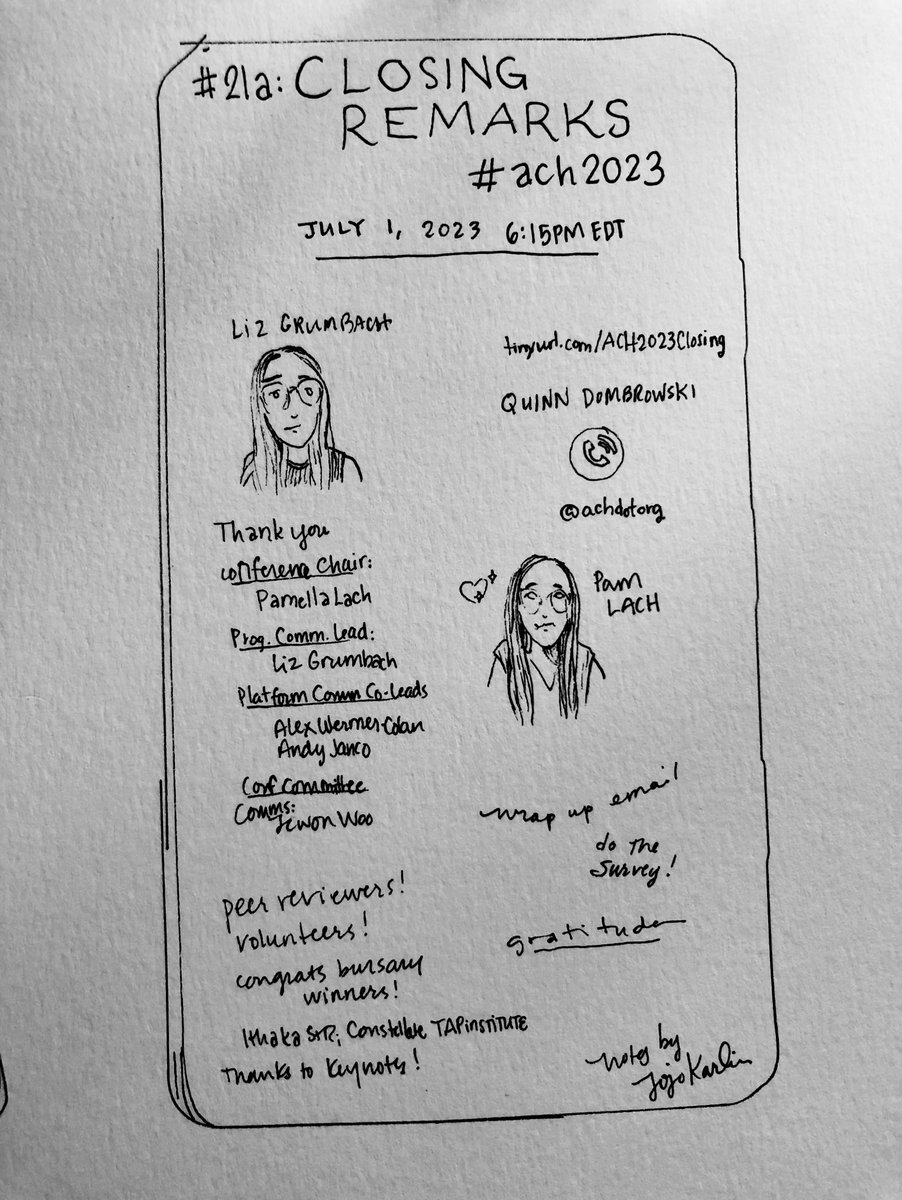 #21a: CLOSING
REMARKS
#ach2023
JULY 1, 2023 6:15PM EDT
Liz GRUMBACH
Thank you
conference Chair:
Pamella Lach
Prog. Comm. Lead:
Liz Grumbach
Platform Comm Co-Leads
Alex Wermer-Colan
Andy Janco
Conf Committee
Comms:
Jewon Woo
peer reviewers!
volunteers!
congrats bursary
winners!
Ithaka S+R; Constellate TAPinstitute
Thanks to Keynotes!
tinyurl.com/ACH2023Closing
QUINN DOMBROWSKI
@achdotorg
Pam
LACH
wrap up email
do the
survey!
gratitude
notes by
Jojo Karlin